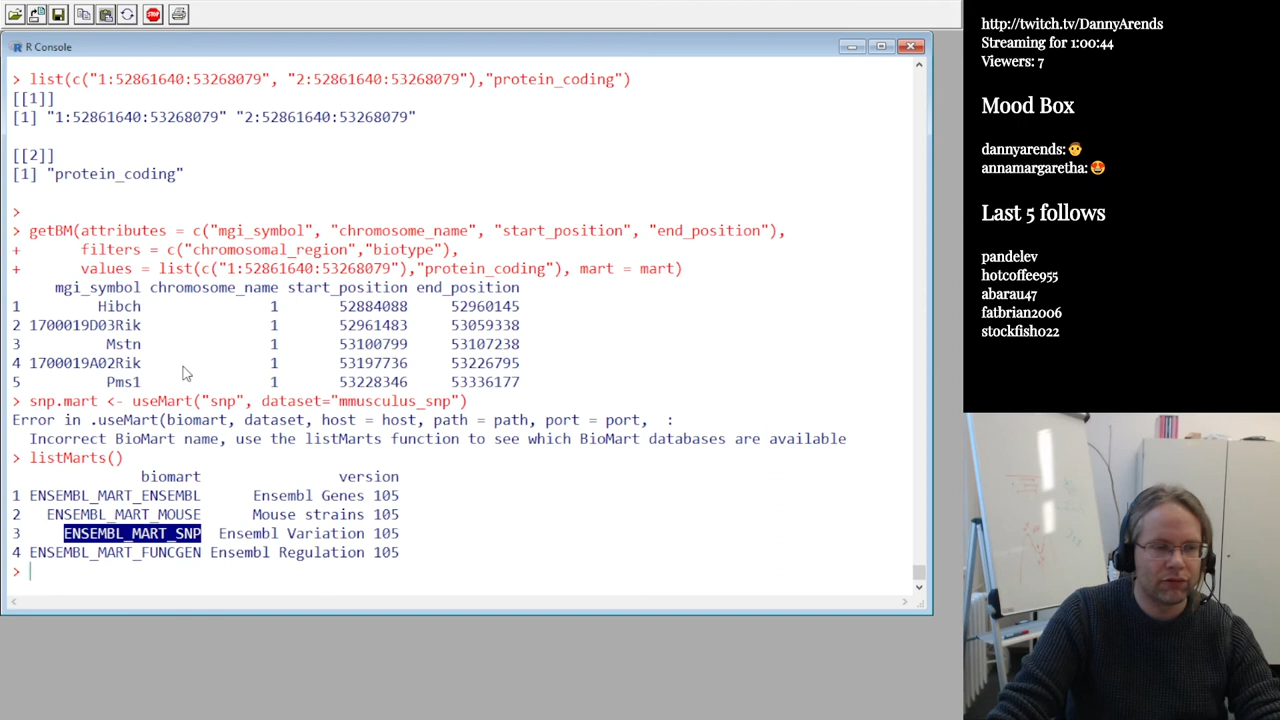 R Console
> list(c("1:52861640:53268079", "2:52861640:53268079"),"protein_coding")
[[1]]
[1] "1:52861640:53268079" "2:52861640:53268079"
[[2]]
[1] "protein_coding"
>
> getBM(attributes = c("mgi_symbol", "chromosome_name", "start_position", "end_position"),
+       filters = c("chromosomal_region","biotype"),
+       values = list(c("1:52861640:53268079"),"protein_coding"), mart = mart)
mgi_symbol chromosome_name start_position end_position
1 Hibch 1 52884088 52960145
2 1700019D03Rik 1 52961483 53059338
3 Mstn 1 53100799 53107238
4 1700019A02Rik 1 53197736 53226795
5 Pms1 1 53228346 53336177
> snp.mart <- useMart("snp", dataset="mmusculus_snp")
Error in .useMart(biomart, dataset, host = host, path = path, port = port,  :
Incorrect BioMart name, use the listMarts function to see which BioMart databases are available
> listMarts()
biomart version
1 ENSEMBL_MART_ENSEMBL Ensembl Genes 105
2 ENSEMBL_MART_MOUSE Mouse strains 105
3 ENSEMBL_MART_SNP Ensembl Variation 105
4 ENSEMBL_MART_FUNCGEN Ensembl Regulation 105
>
http://twitch.tv/DannyArends
Streaming for 1:00:44
Viewers: 7
Mood Box
dannyarends:
annamargaretha:
Last 5 follows
pandelev
hotcoffee955
abarau47
fatbrian2006
stockfish022